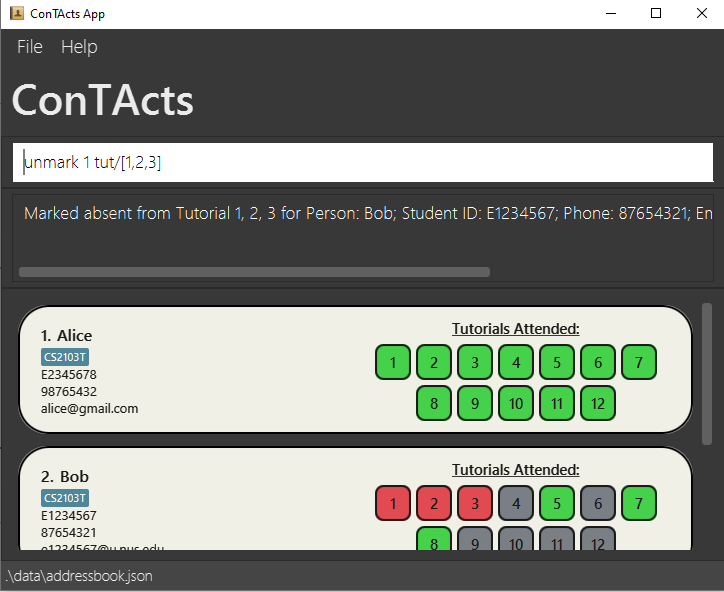 ConTActs App
File Help
ConTActs
unmark 1 tut/[1,2,3]
Marked absent from Tutorial 1, 2, 3 for Person: Bob; Student ID: E1234567; Phone: 87654321; Em
1. Alice
CS2103T
E2345678
98765432
alice@gmail.com
Tutorials Attended:
1 2 3 4 5 6 7
8 9 10 11 12
2. Bob
CS2103T
E1234567
87654321
e1234567@u.nus.edu
Tutorials Attended:
1 2 3 4 5 6 7
8 9 10 11 12
.\data\addressbook.json